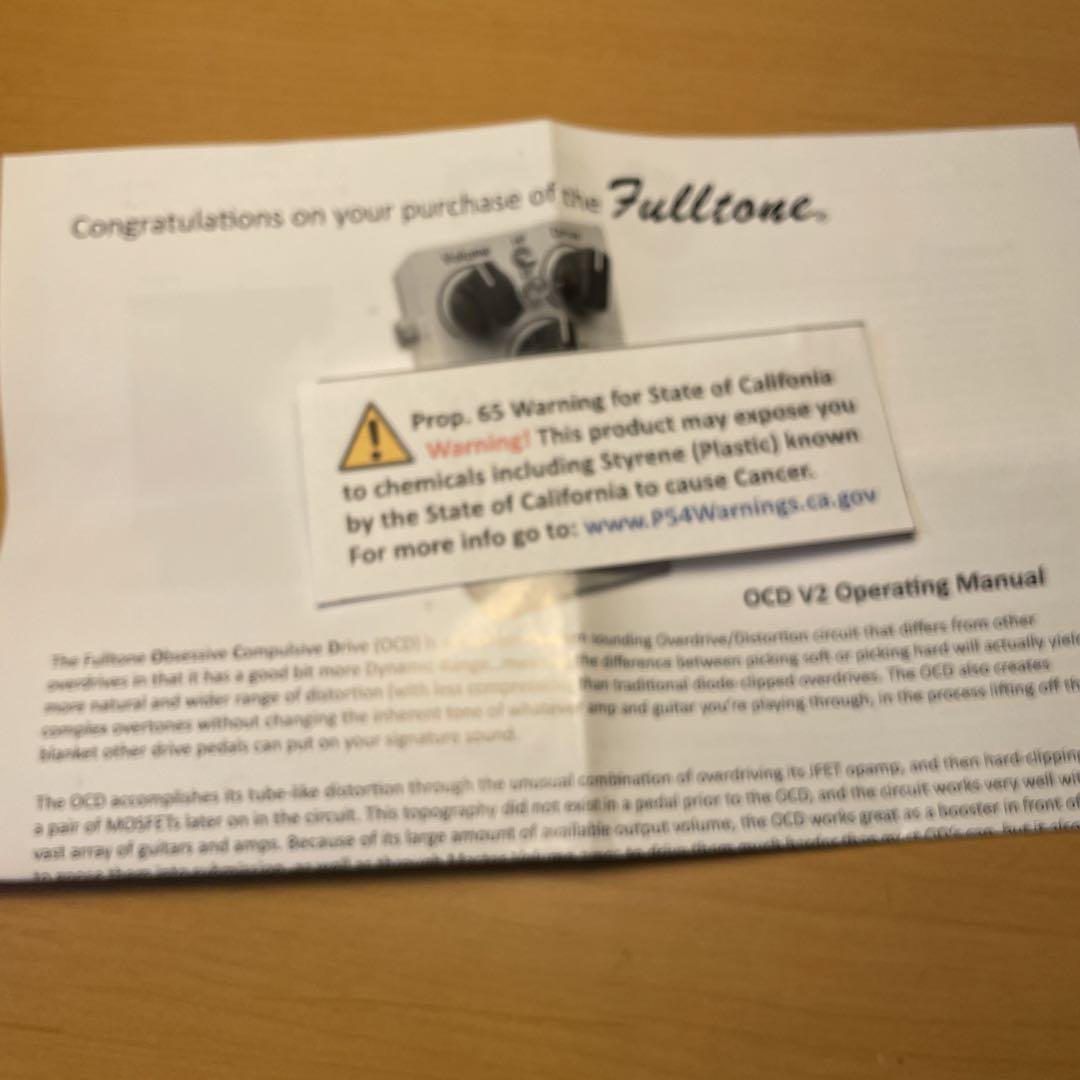 Congratulations on your purchase of the Fulltone®
Volume
Prop. 65 Warning for State of Califonia
Warning! This product may expose you
to chemicals including Styrene (Plastic) known
by the State of California to cause Cancer.
For more info go to: www.P54Warnings.ca.gov
OCD V2 Operating Manual
The Fulltone Obsessive Compulsive Drive (OCD) is sounding Overdrive/Distortion circuit that differs from other
overdrives in that it has a good bit more Dynamic the difference between picking soft or picking hard will actually yield
more natural and wider range of distortion (with less compression) than traditional diode-clipped overdrives. The OCD also creates
complex overtones without changing the inherent tone of whatever amp and guitar you're playing through, in the process lifting off the
blanket other drive pedals can put on your signature sound.
The OCD accomplishes its tube-like distortion through the unusual combination of overdriving its JFET opamp, and then hard-clipping
a pair of MOSFETs later on in the circuit. This topography did not exist in a pedal prior to the OCD, and the circuit works very well wit
vast array of guitars and amps. Because of its large amount of available output volume, the OCD works great as a booster in front of